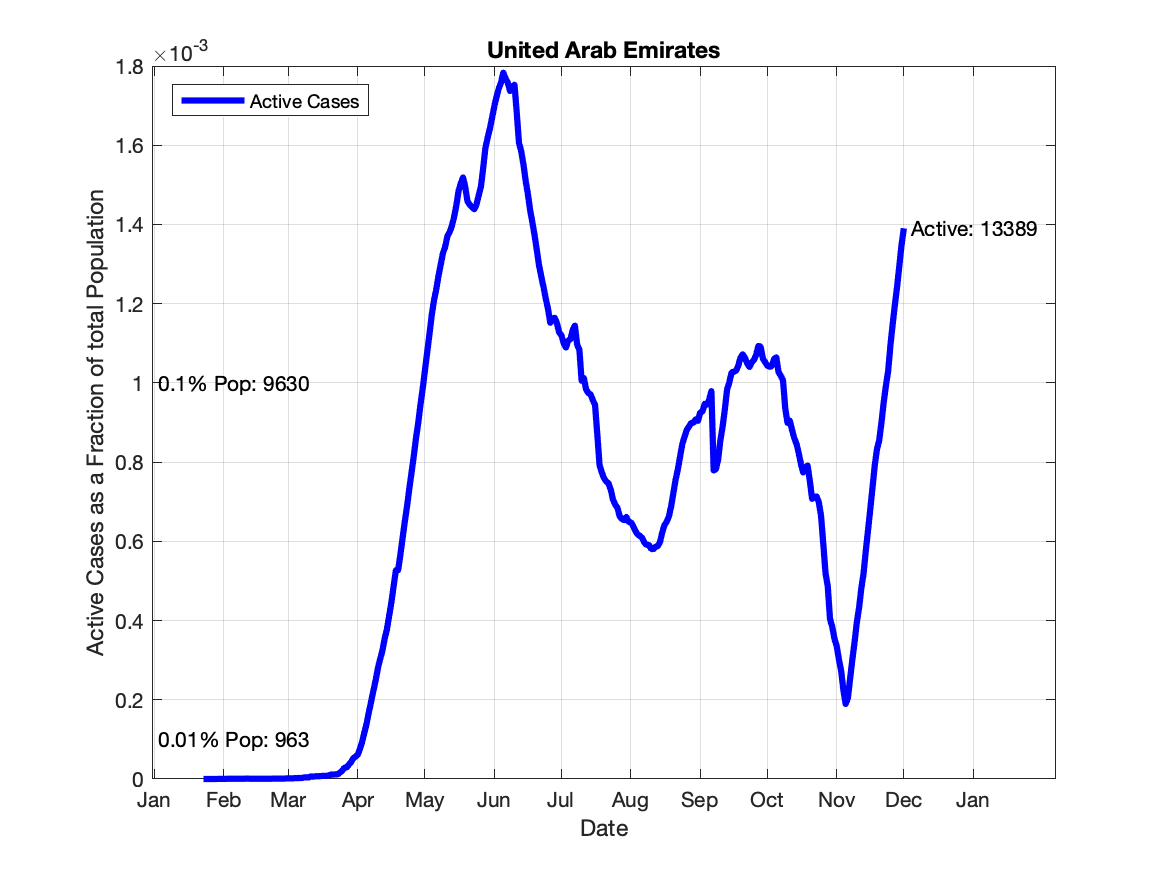 United Arab Emirates
×10-3
1.8
1.6
1.4
1.2
1
0.8
0.6
0.4
0.2
0
Active Cases as a Fraction of total Population
Active Cases
Active: 13389
0.1% Pop: 9630
0.01% Pop: 963
Jan Feb Mar Apr May Jun Jul Aug Sep Oct Nov Dec Jan
Date